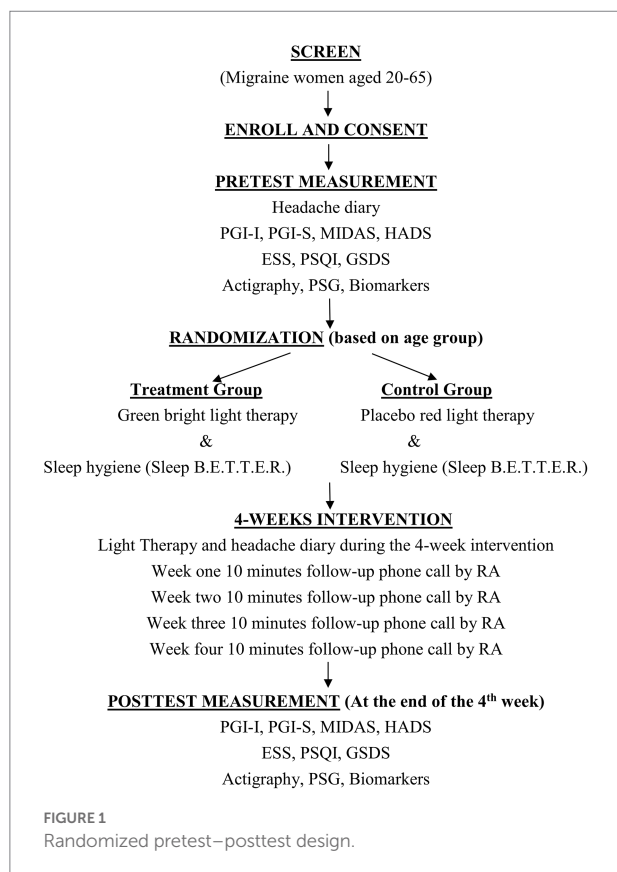 SCREEN
(Migraine women aged 20-65)
ENROLL AND CONSENT
PRETEST MEASUREMENT
Headache diary
PGI-I, PGI-S, MIDAS, HADS
ESS, PSQI, GSDS
Actigraphy, PSG, Biomarkers
RANDOMIZATION (based on age group)
Treatment Group
Green bright light therapy
&
Sleep hygiene (Sleep B.E.T.T.E.R.)
Control Group
Placebo red light therapy
&
Sleep hygiene (Sleep B.E.T.T.E.R.)
4-WEEKS INTERVENTION
Light Therapy and headache diary during the 4-week intervention
Week one 10 minutes follow-up phone call by RA
Week two 10 minutes follow-up phone call by RA
Week three 10 minutes follow-up phone call by RA
Week four 10 minutes follow-up phone call by RA
POSTTEST MEASUREMENT (At the end of the 4th week)
PGI-I, PGI-S, MIDAS, HADS
ESS, PSQI, GSDS
Actigraphy, PSG, Biomarkers
FIGURE 1
Randomized pretest–posttest design.